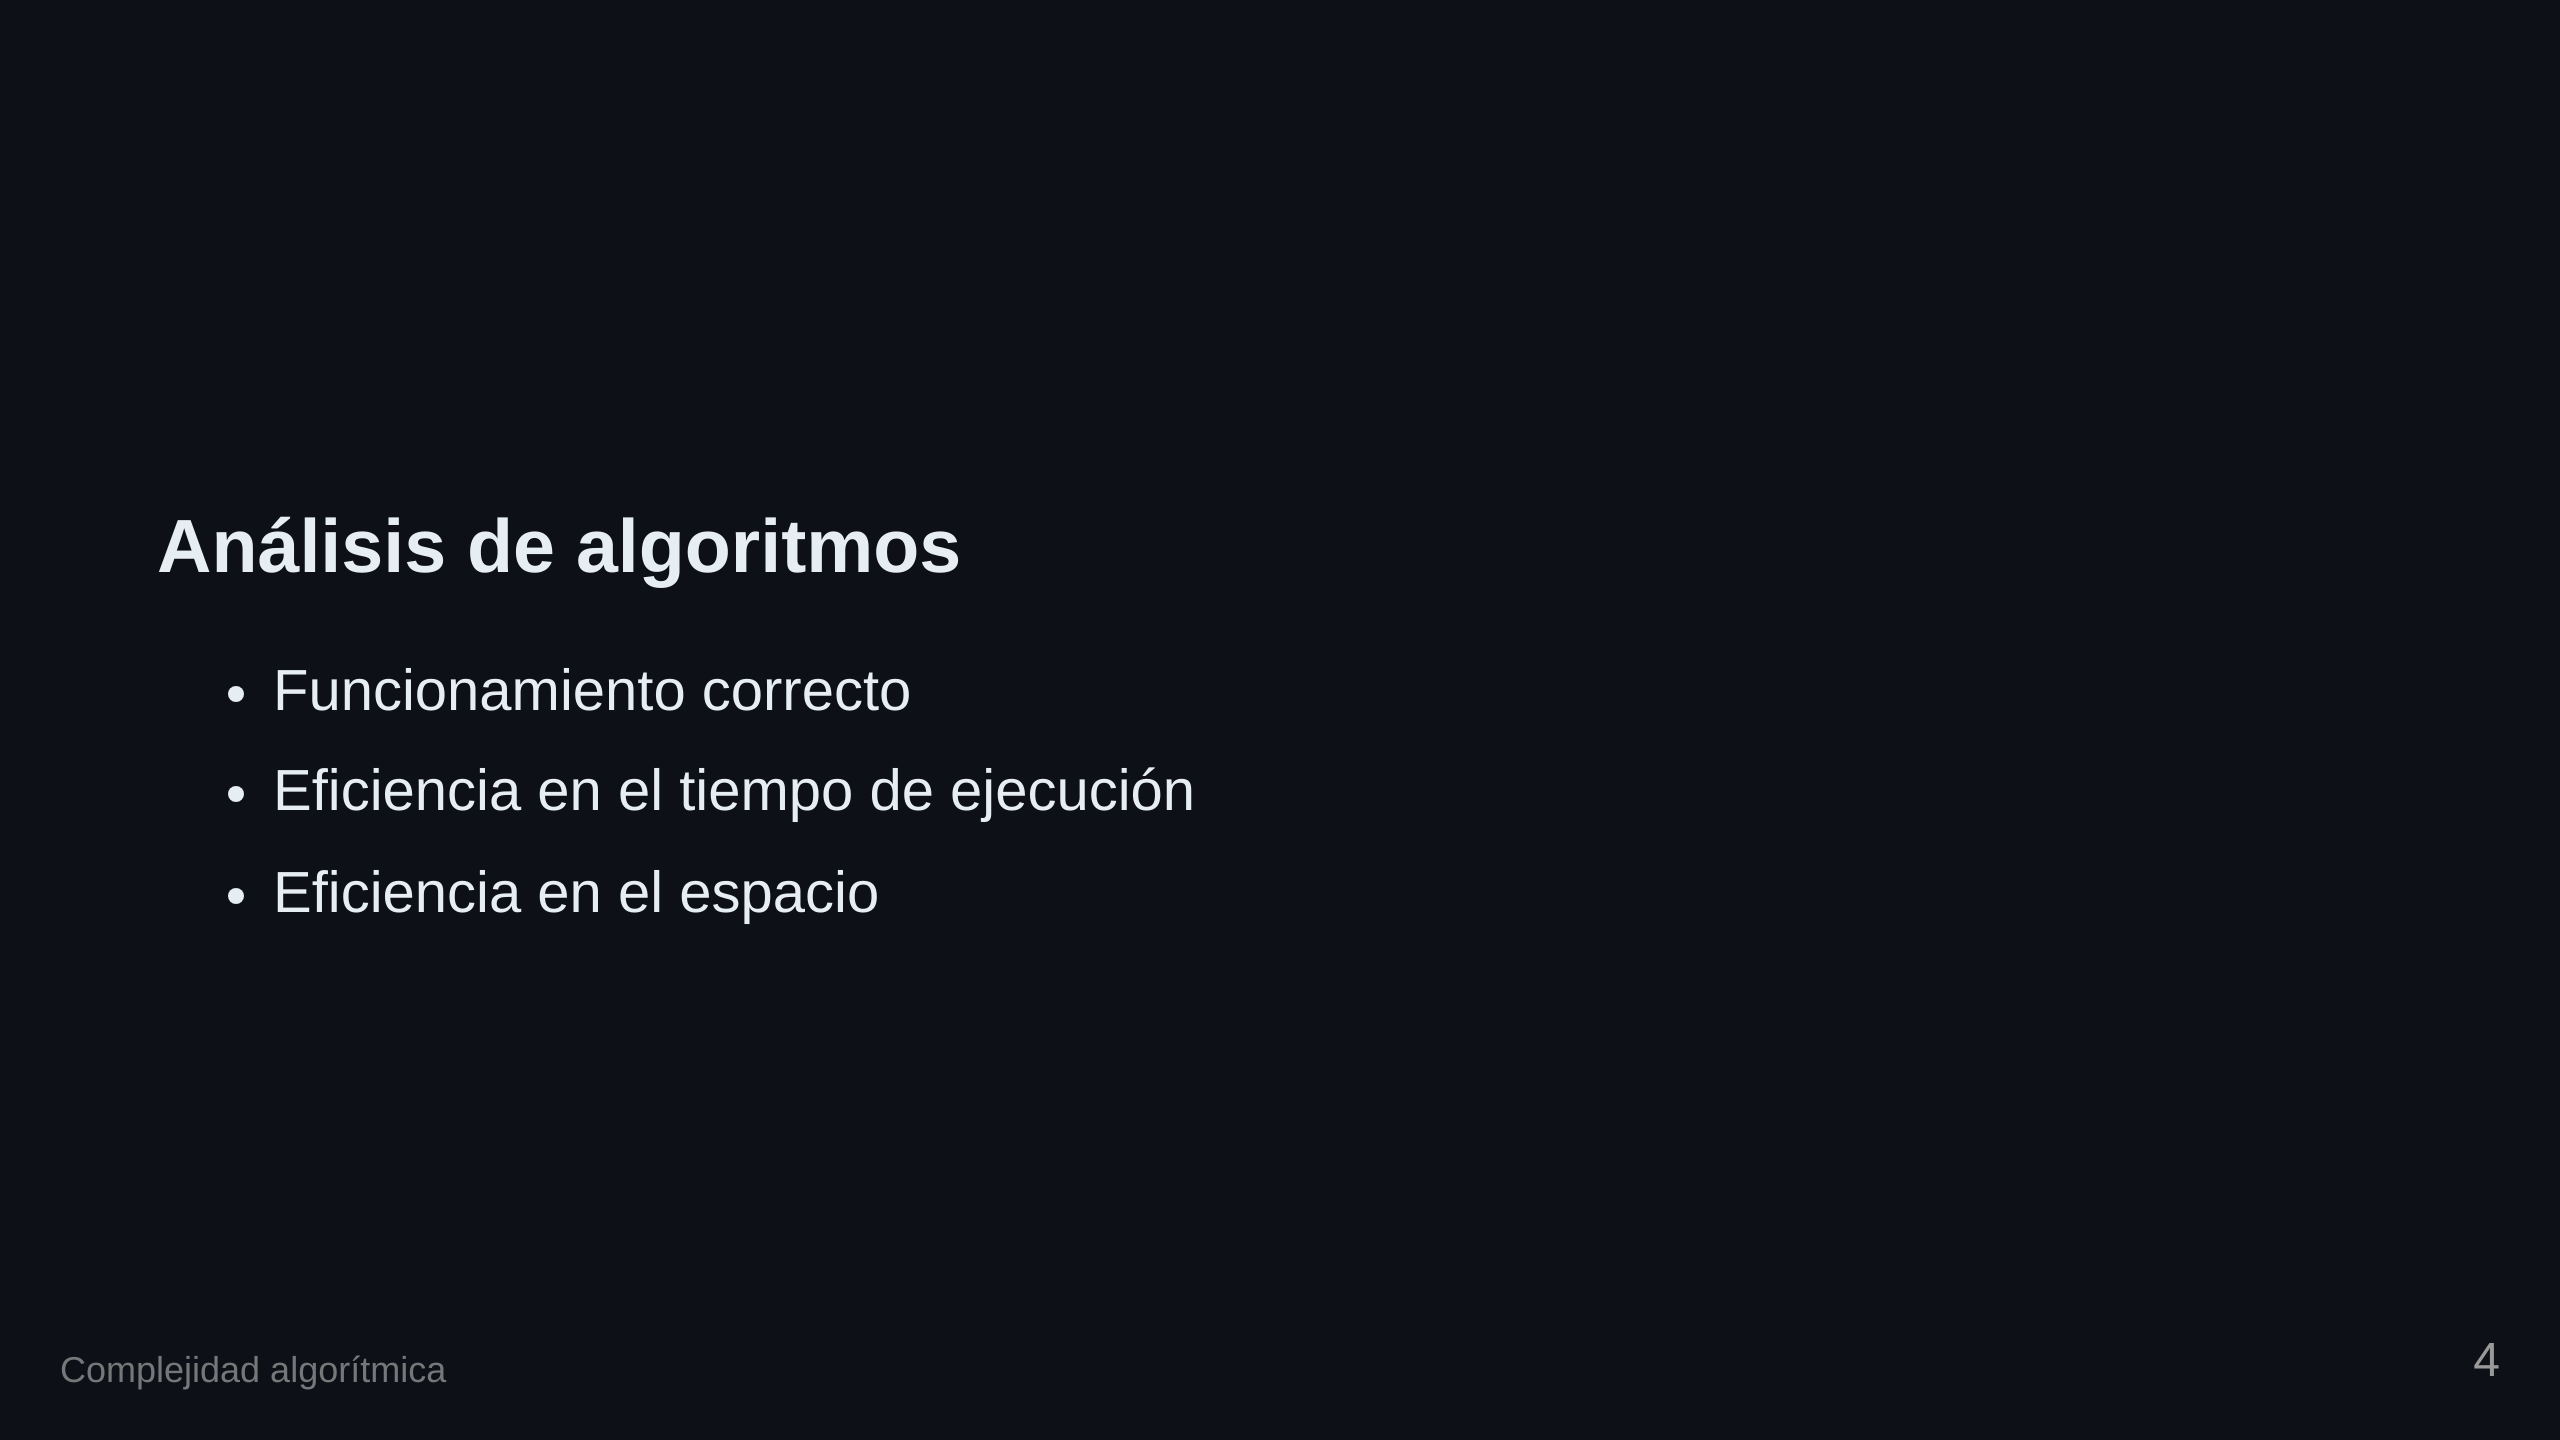 Análisis de algoritmos
• Funcionamiento correcto
• Eficiencia en el tiempo de ejecución
• Eficiencia en el espacio
Complejidad algorítmica
4